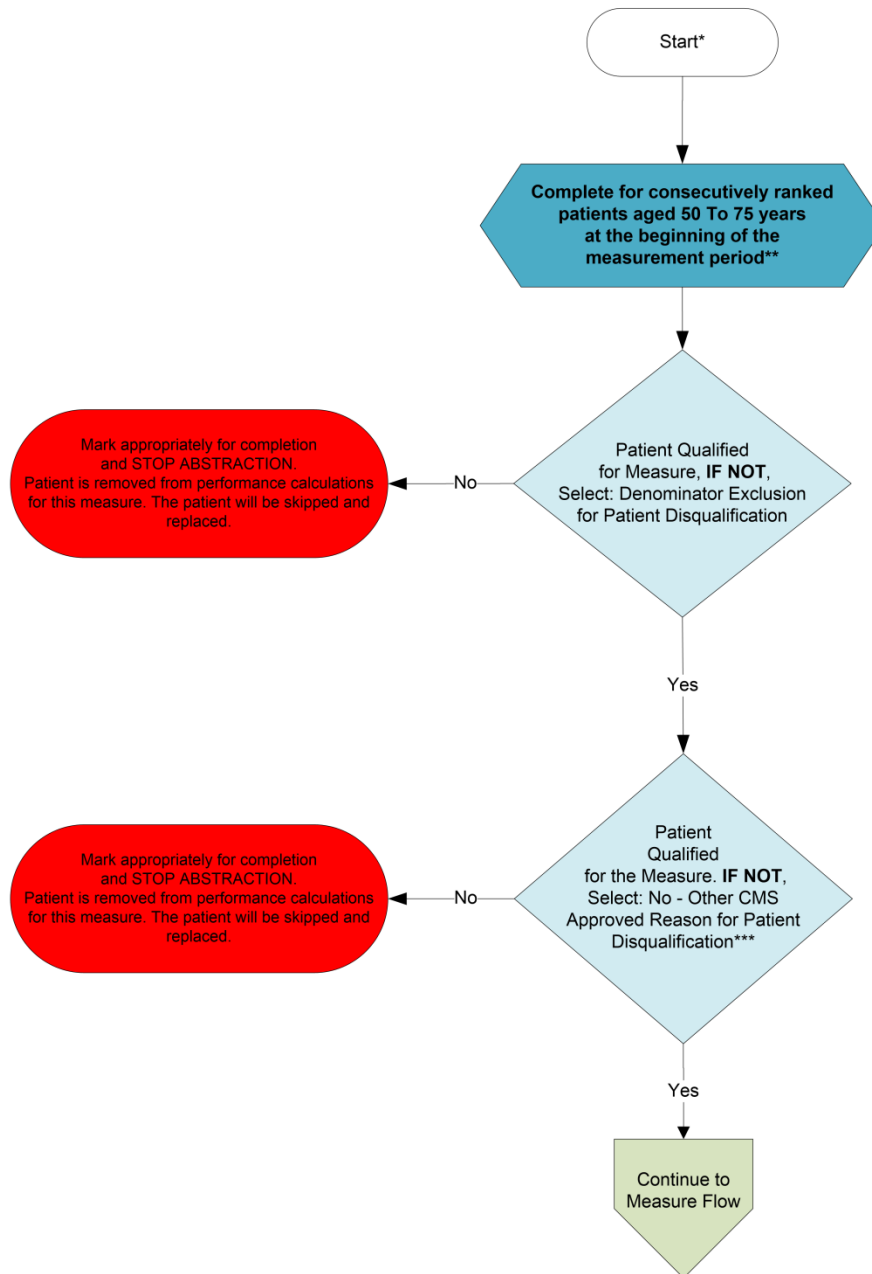 Start*
Complete for consecutively ranked
patients aged 50 To 75 years
at the beginning of the
measurement period**
Patient Qualified
for Measure, IF NOT,
Select: Denominator Exclusion
for Patient Disqualification
No
Mark appropriately for completion
and STOP ABSTRACTION.
Patient is removed from performance calculations
for this measure. The patient will be skipped and
replaced.
Yes
Patient
Qualified
for the Measure. IF NOT,
Select: No - Other CMS
Approved Reason for Patient
Disqualification***
No
Mark appropriately for completion
and STOP ABSTRACTION.
Patient is removed from performance calculations
for this measure. The patient will be skipped and
replaced.
Yes
Continue to
Measure Flow